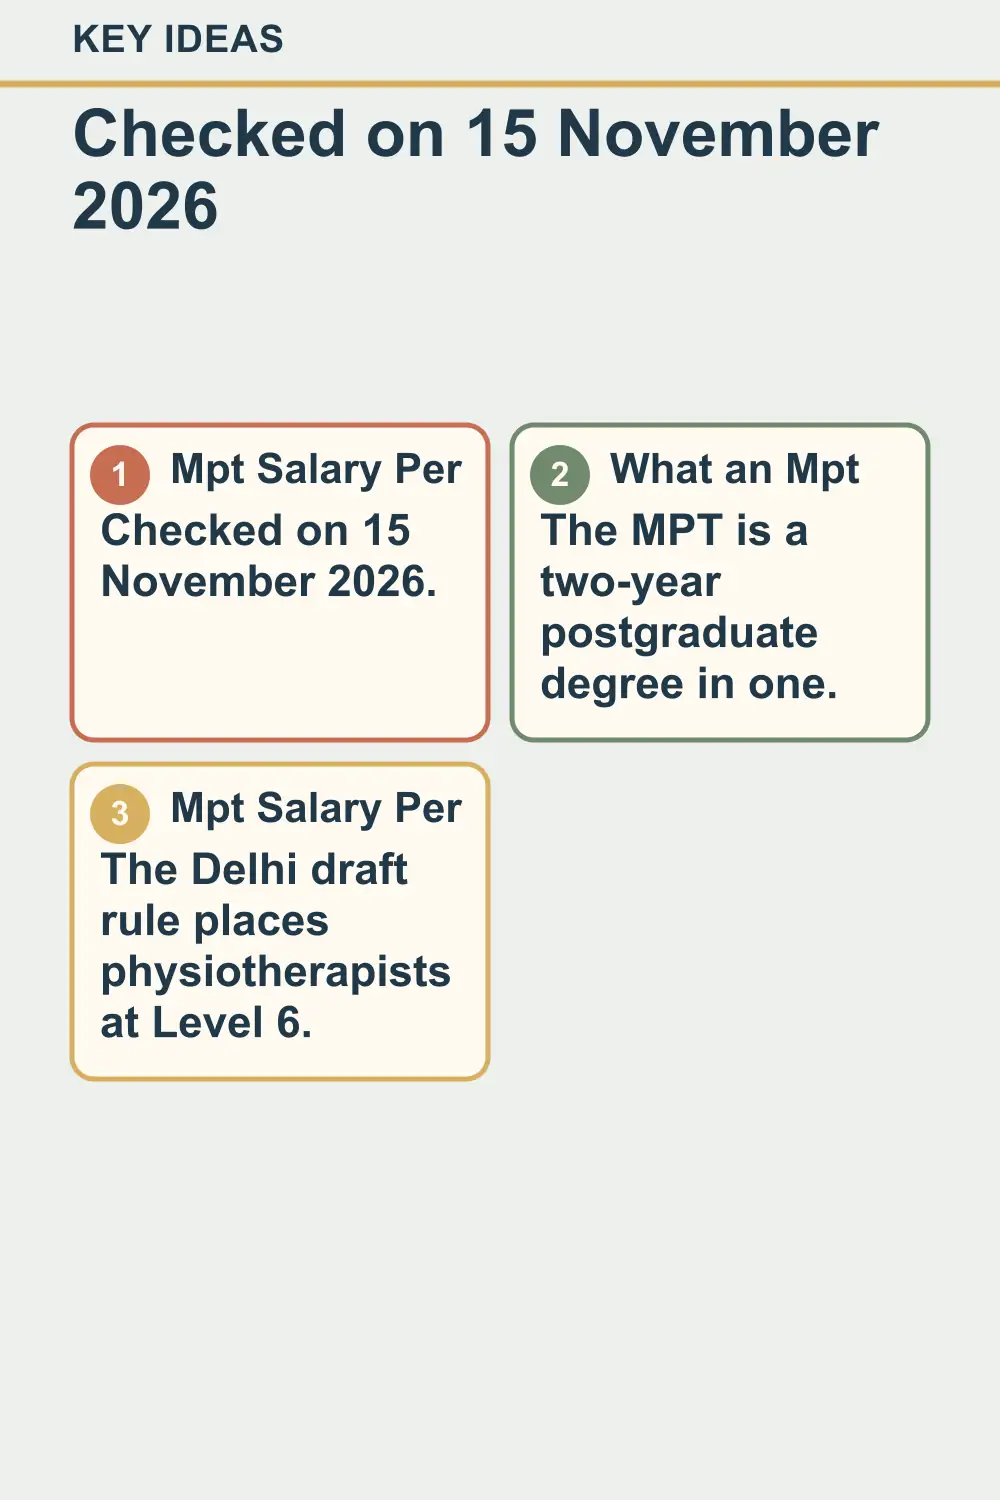 KEY IDEAS
Checked on 15 November
2026
1 Mpt Salary Per
Checked on 15
November 2026.
2 What an Mpt
The MPT is a
two-year
postgraduate
degree in one.
3 Mpt Salary Per
The Delhi draft
rule places
physiotherapists
at Level 6.